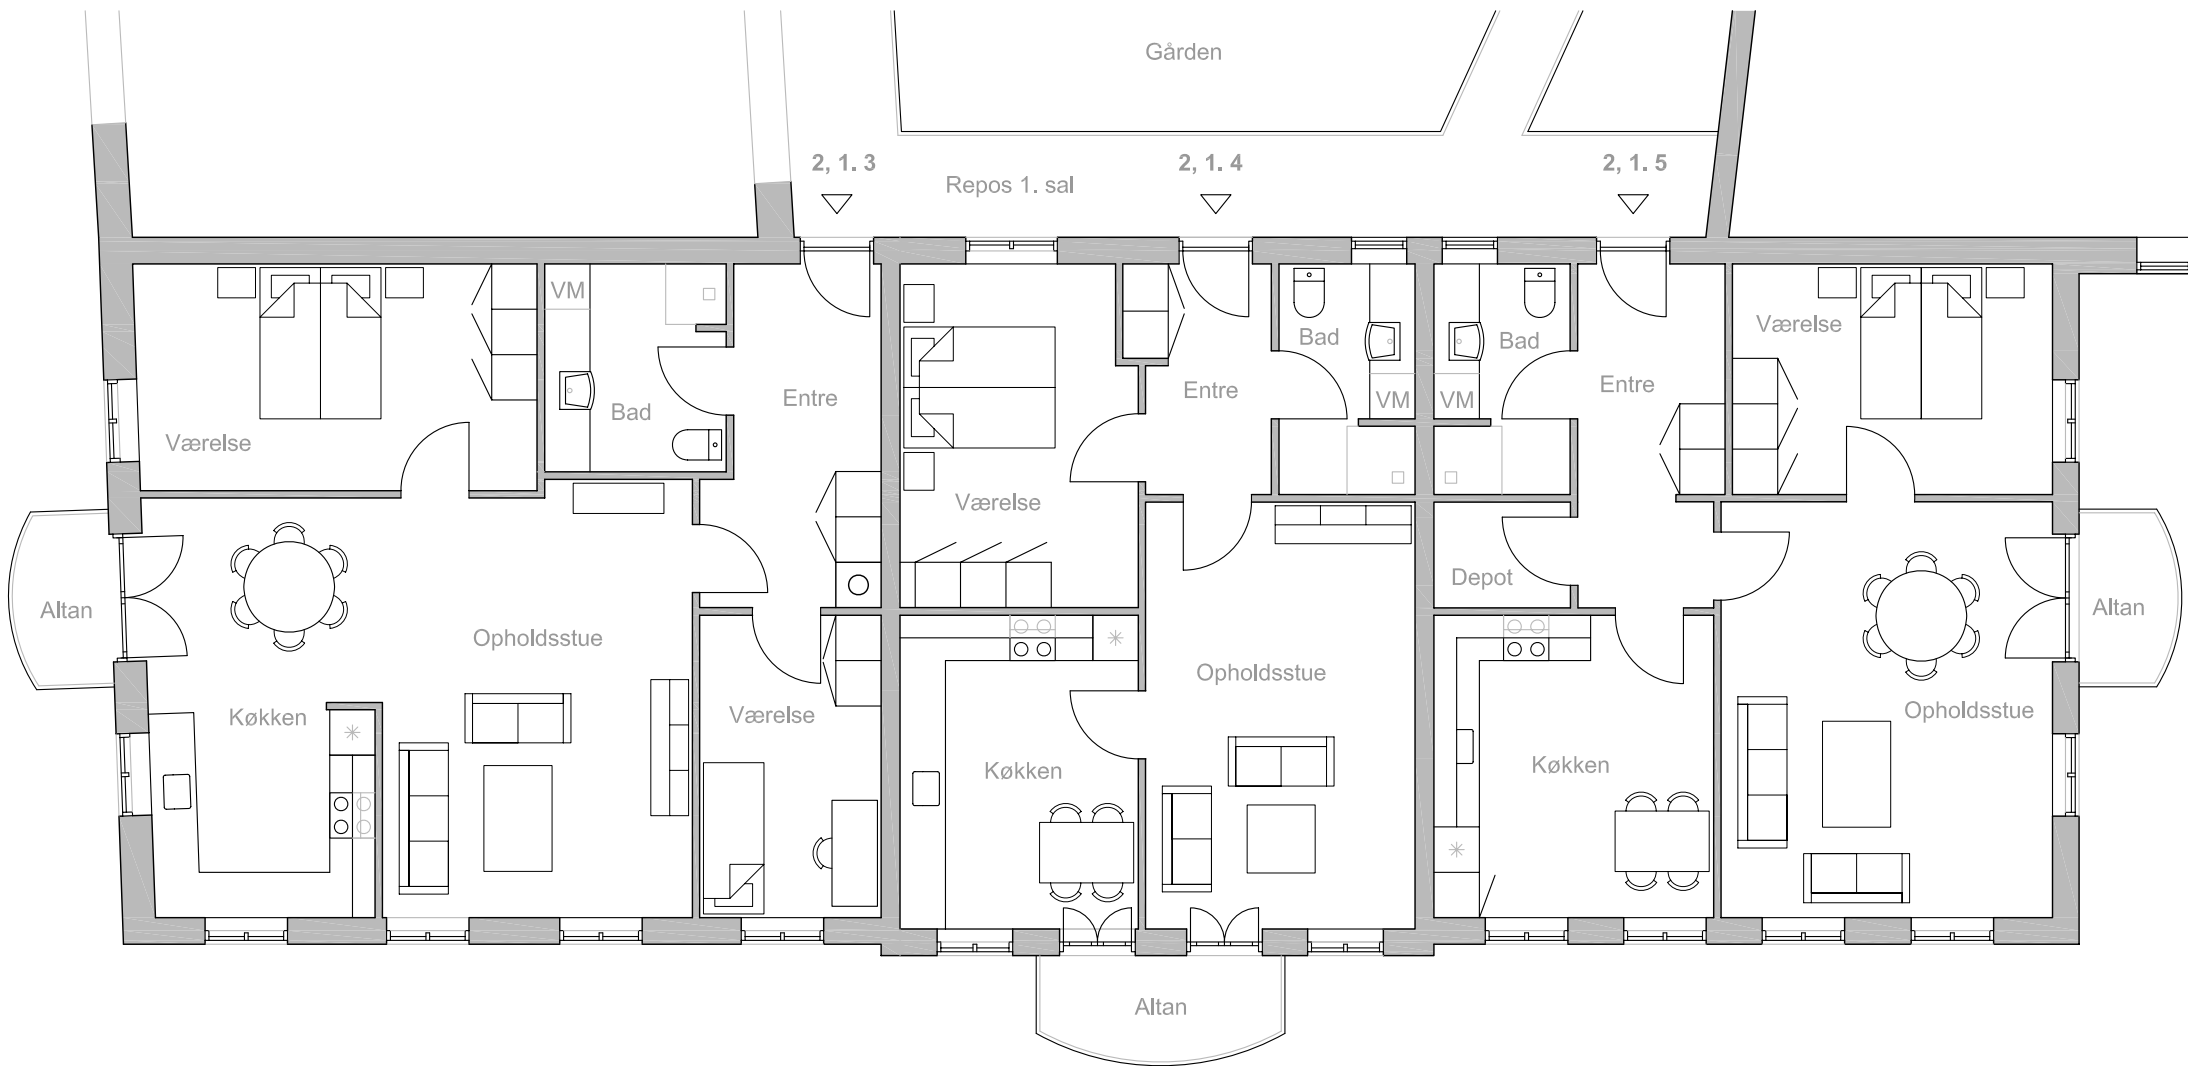 Gården
2, 1. 3
2, 1. 4
2, 1. 5
Repos 1. sal
VM
Værelse
Bad
Entre
Værelse
Bad
VM
Entre
Bad
VM
Entre
Værelse
Altan
Opholdsstue
Køkken
Værelse
Køkken
Opholdsstue
Depot
Køkken
Opholdsstue
Altan
Altan